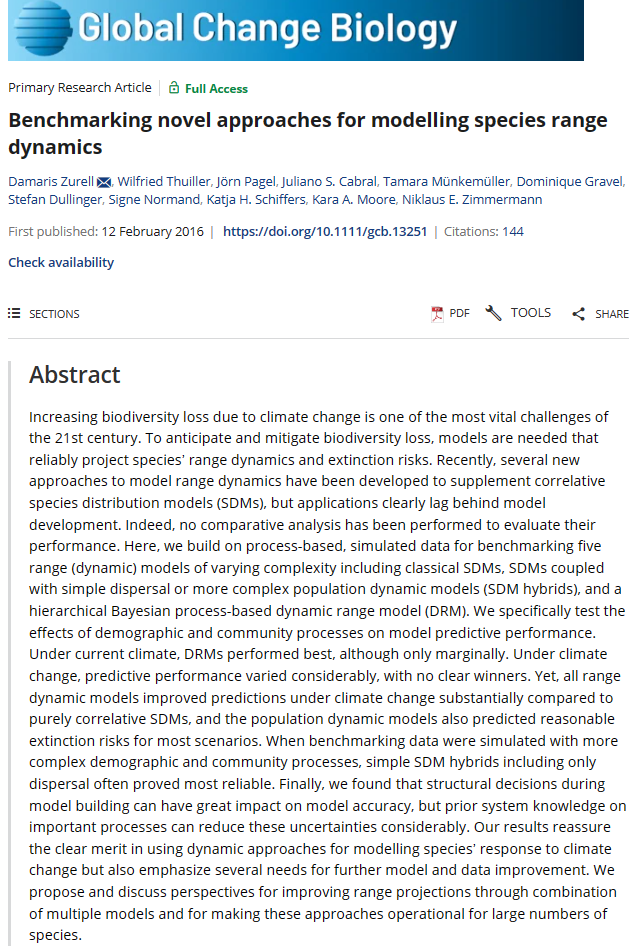 Global Change Biology
Primary Research Article | Full Access
Benchmarking novel approaches for modelling species range
dynamics
Damaris Zurell, Wilfried Thuiller, Jörn Pagel, Juliano S. Cabral, Tamara Münkemüller, Dominique Gravel,
Stefan Dullinger, Signe Normand, Katja H. Schiffers, Kara A. Moore, Niklaus E. Zimmermann
First published: 12 February 2016 | https://doi.org/10.1111/gcb.13251 | Citations: 144
Check availability
SECTIONS PDF TOOLS SHARE
Abstract
Increasing biodiversity loss due to climate change is one of the most vital challenges of
the 21st century. To anticipate and mitigate biodiversity loss, models are needed that
reliably project species' range dynamics and extinction risks. Recently, several new
approaches to model range dynamics have been developed to supplement correlative
species distribution models (SDMs), but applications clearly lag behind model
development. Indeed, no comparative analysis has been performed to evaluate their
performance. Here, we build on process-based, simulated data for benchmarking five
range (dynamic) models of varying complexity including classical SDMs, SDMs coupled
with simple dispersal or more complex population dynamic models (SDM hybrids), and a
hierarchical Bayesian process-based dynamic range model (DRM). We specifically test the
effects of demographic and community processes on model predictive performance.
Under current climate, DRMs performed best, although only marginally. Under climate
change, predictive performance varied considerably, with no clear winners. Yet, all range
dynamic models improved predictions under climate change substantially compared to
purely correlative SDMs, and the population dynamic models also predicted reasonable
extinction risks for most scenarios. When benchmarking data were simulated with more
complex demographic and community processes, simple SDM hybrids including only
dispersal often proved most reliable. Finally, we found that structural decisions during
model building can have great impact on model accuracy, but prior system knowledge on
important processes can reduce these uncertainties considerably. Our results reassure
the clear merit in using dynamic approaches for modelling species' response to climate
change but also emphasize several needs for further model and data improvement. We
propose and discuss perspectives for improving range projections through combination
of multiple models and for making these approaches operational for large numbers of
species.